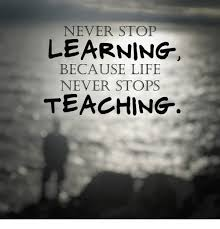 NEVER STOP
LEARNING,
BECAUSE LIFE
NEVER STOPS
TEACHING.